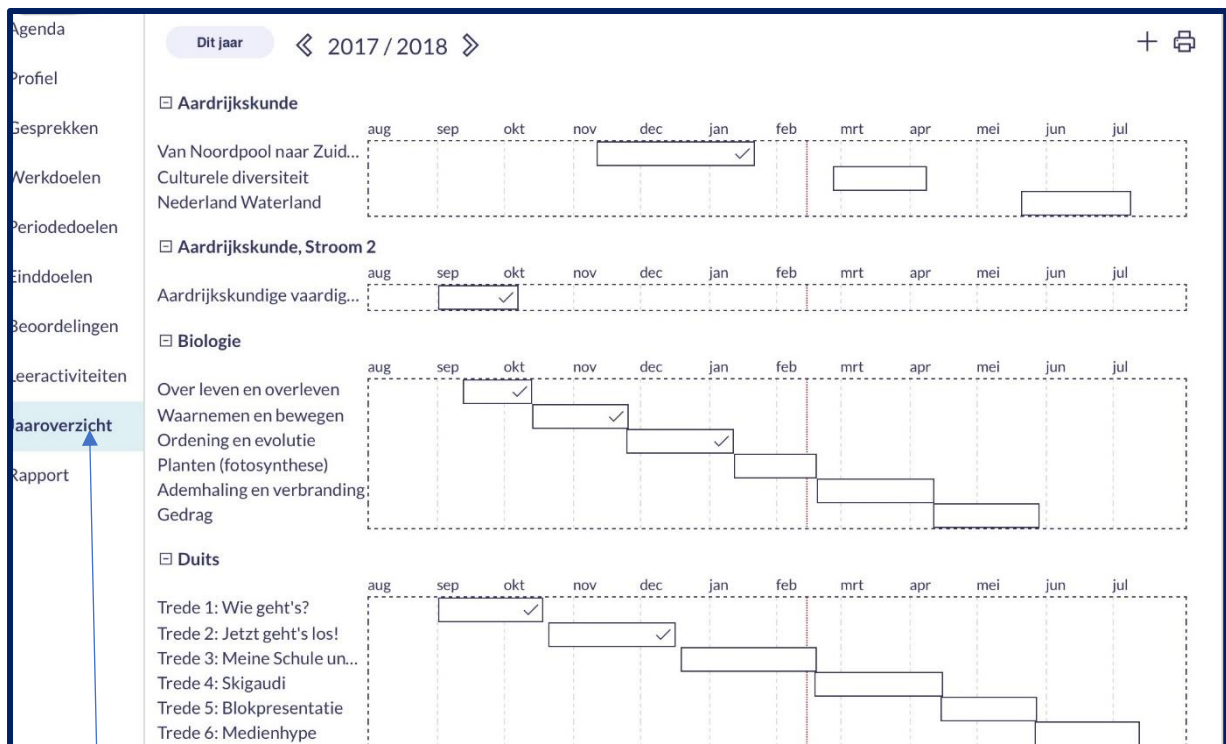 Agenda
Profiel
Gesprekken
Werkdoelen
Periodedoelen
Einddoelen
Beoordelingen
Leeractiviteiten
Jaaroverzicht
Rapport
Dit jaar 2017 / 2018
Aardrijkskunde
aug sep okt nov dec jan feb mrt apr mei jun jul
Van Noordpool naar Zuid...
Culturele diversiteit
Nederland Waterland
Aardrijkskunde, Stroom 2
aug sep okt nov dec jan feb mrt apr mei jun jul
Aardrijkskundige vaardig...
Biologie
aug sep okt nov dec jan feb mrt apr mei jun jul
Over leven en overleven
Waarnemen en bewegen
Ordening en evolutie
Planten (fotosynthese)
Ademhaling en verbranding
Gedrag
Duits
aug sep okt nov dec jan feb mrt apr mei jun jul
Trede 1: Wie geht's?
Trede 2: Jetzt geht's los!
Trede 3: Meine Schule un...
Trede 4: Skigaudi
Trede 5: Blokpresentatie
Trede 6: Medienhype